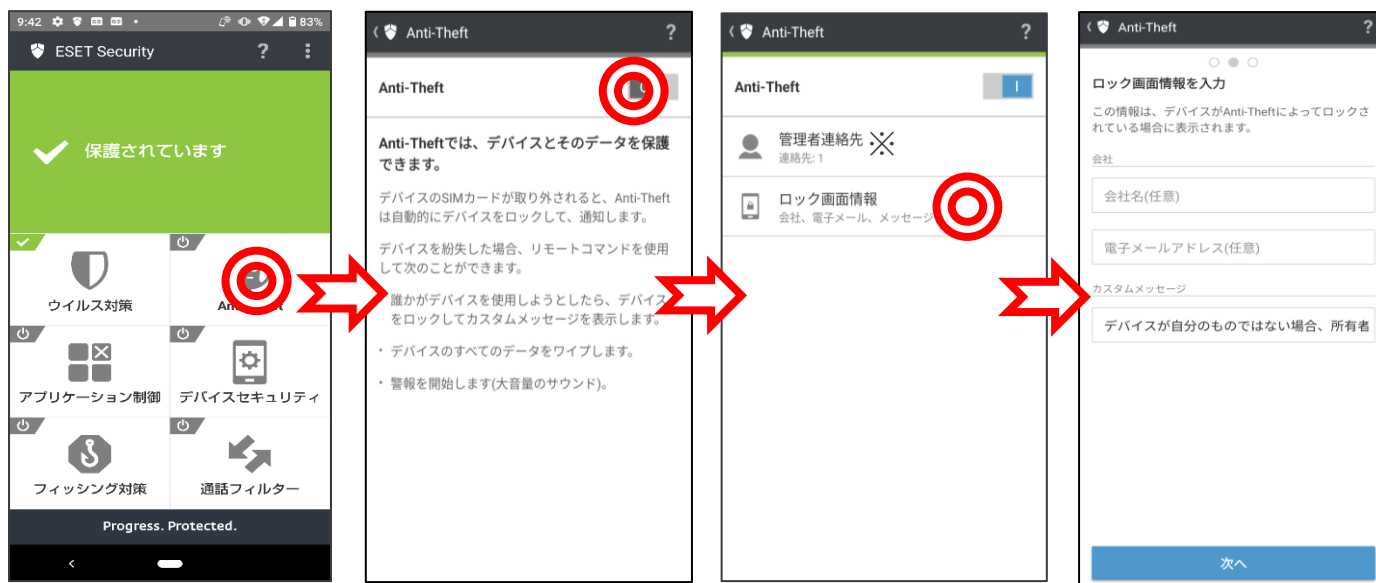 9:42
83%
ESET Security ?
保護されています
ウイルス対策
アプリケーション制御
デバイスセキュリティ
フィッシング対策
通話フィルター
Progress. Protected.
Anti-Theft ?
Anti-Theft
Anti-Theftでは、デバイスとそのデータを保護
できます。
デバイスのSIMカードが取り外されると、Anti-Theft
は自動的にデバイスをロックして、通知します。
デバイスを紛失した場合、リモートコマンドを使用
して次のことができます。
誰かがデバイスを使用しようとしたら、デバイス
をロックしてカスタムメッセージを表示します。
・デバイスのすべてのデータをワイプします。
・警報を開始します(大音量のサウンド)。
Anti-Theft ?
Anti-Theft
管理者連絡先 ※
連絡先: 1
ロック画面情報
会社、電子メール、メッセージ
Anti-Theft ?
ロック画面情報を入力
この情報は、デバイスがAnti-Theftによってロックさ
れている場合に表示されます。
会社
会社名(任意)
電子メールアドレス(任意)
カスタムメッセージ
デバイスが自分のものではない場合、所有者
次へ